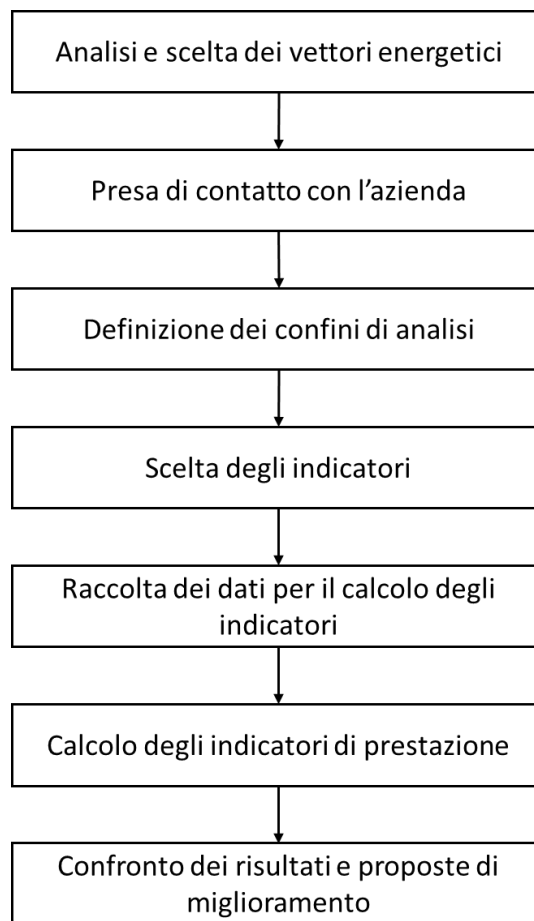 Analisi e scelta dei vettori energetici
Presa di contatto con l'azienda
Definizione dei confini di analisi
Scelta degli indicatori
Raccolta dei dati per il calcolo degli
indicatori
Calcolo degli indicatori di prestazione
Confronto dei risultati e proposte di
miglioramento